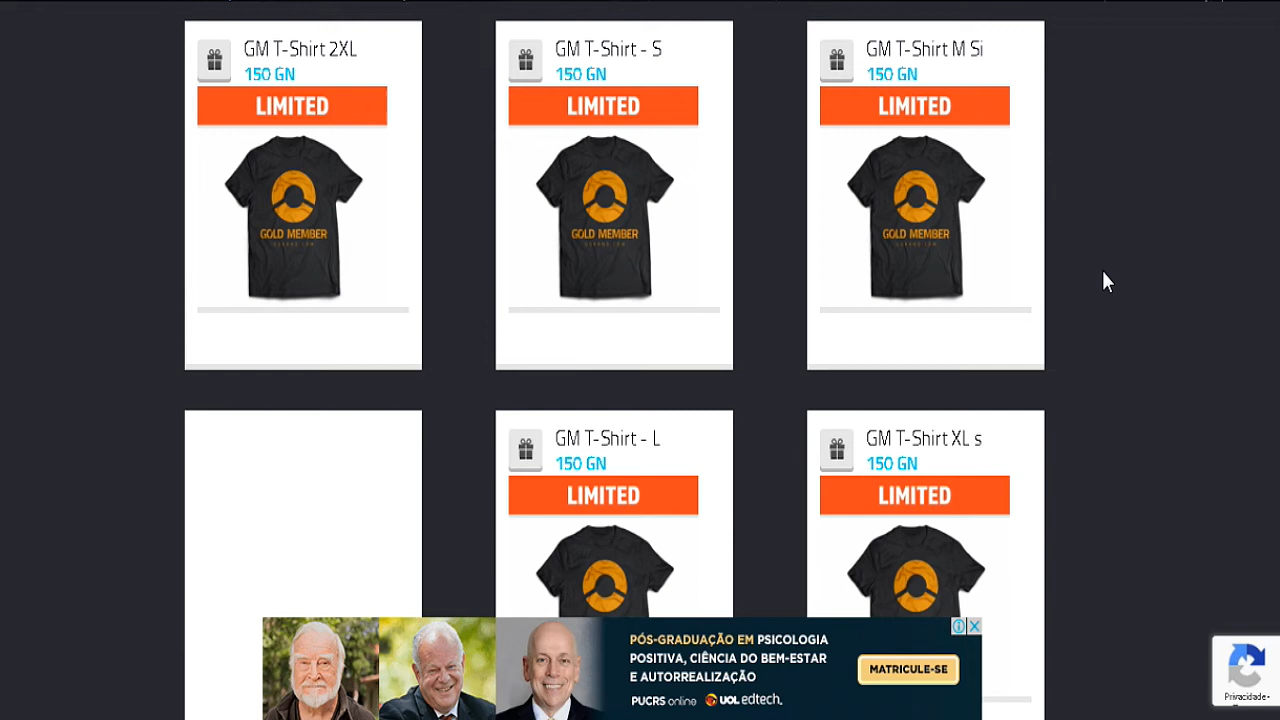 GM T-Shirt 2XL
150 GN
LIMITED
GOLD MEMBER
GM T-Shirt - S
150 GN
LIMITED
GOLD MEMBER
GM T-Shirt M Si
150 GN
LIMITED
GOLD MEMBER
GM T-Shirt - L
150 GN
LIMITED
GM T-Shirt XL s
150 GN
LIMITED
PÓS-GRADUAÇÃO EM PSICOLOGIA
POSITIVA, CIÊNCIA DO BEM-ESTAR
E AUTORREALIZAÇÃO
PUCRS online UOL edtech.
MATRICULE-SE
Privacidade-